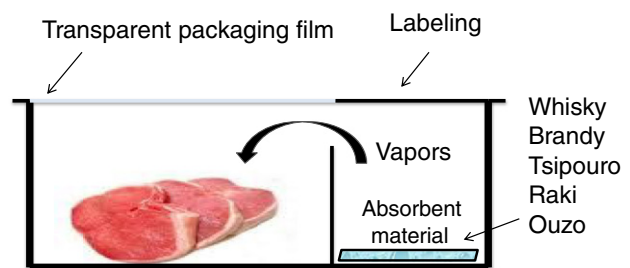 Transparent packaging film
Labeling
Vapors
Absorbent
material
Whisky
Brandy
Tsipouro
Raki
Ouzo